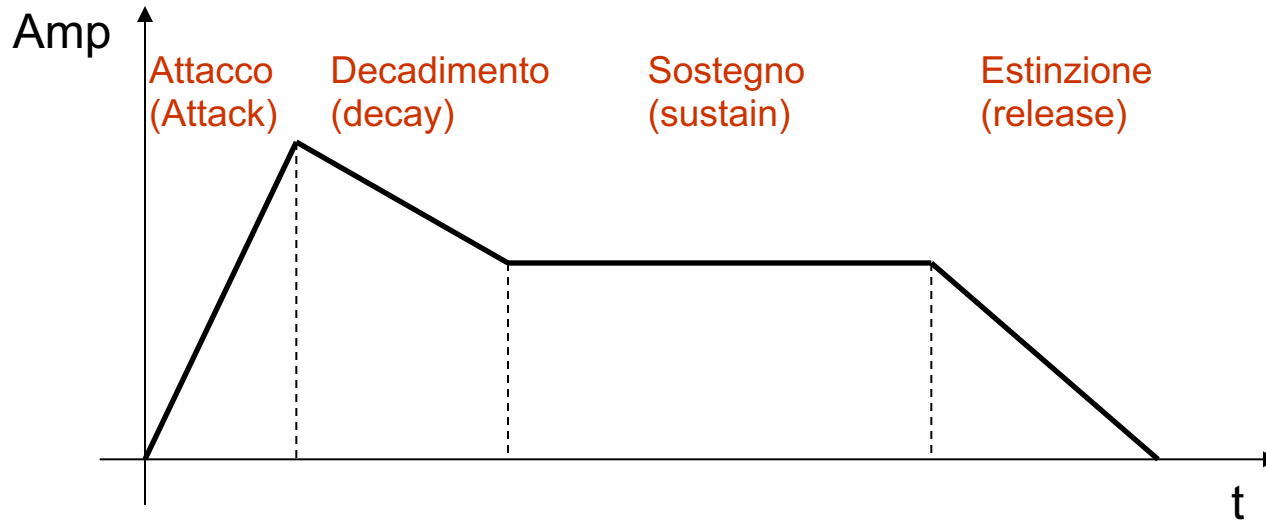 Amp
Attacco
(Attack)
Decadimento
(decay)
Sostegno
(sustain)
Estinzione
(release)
t